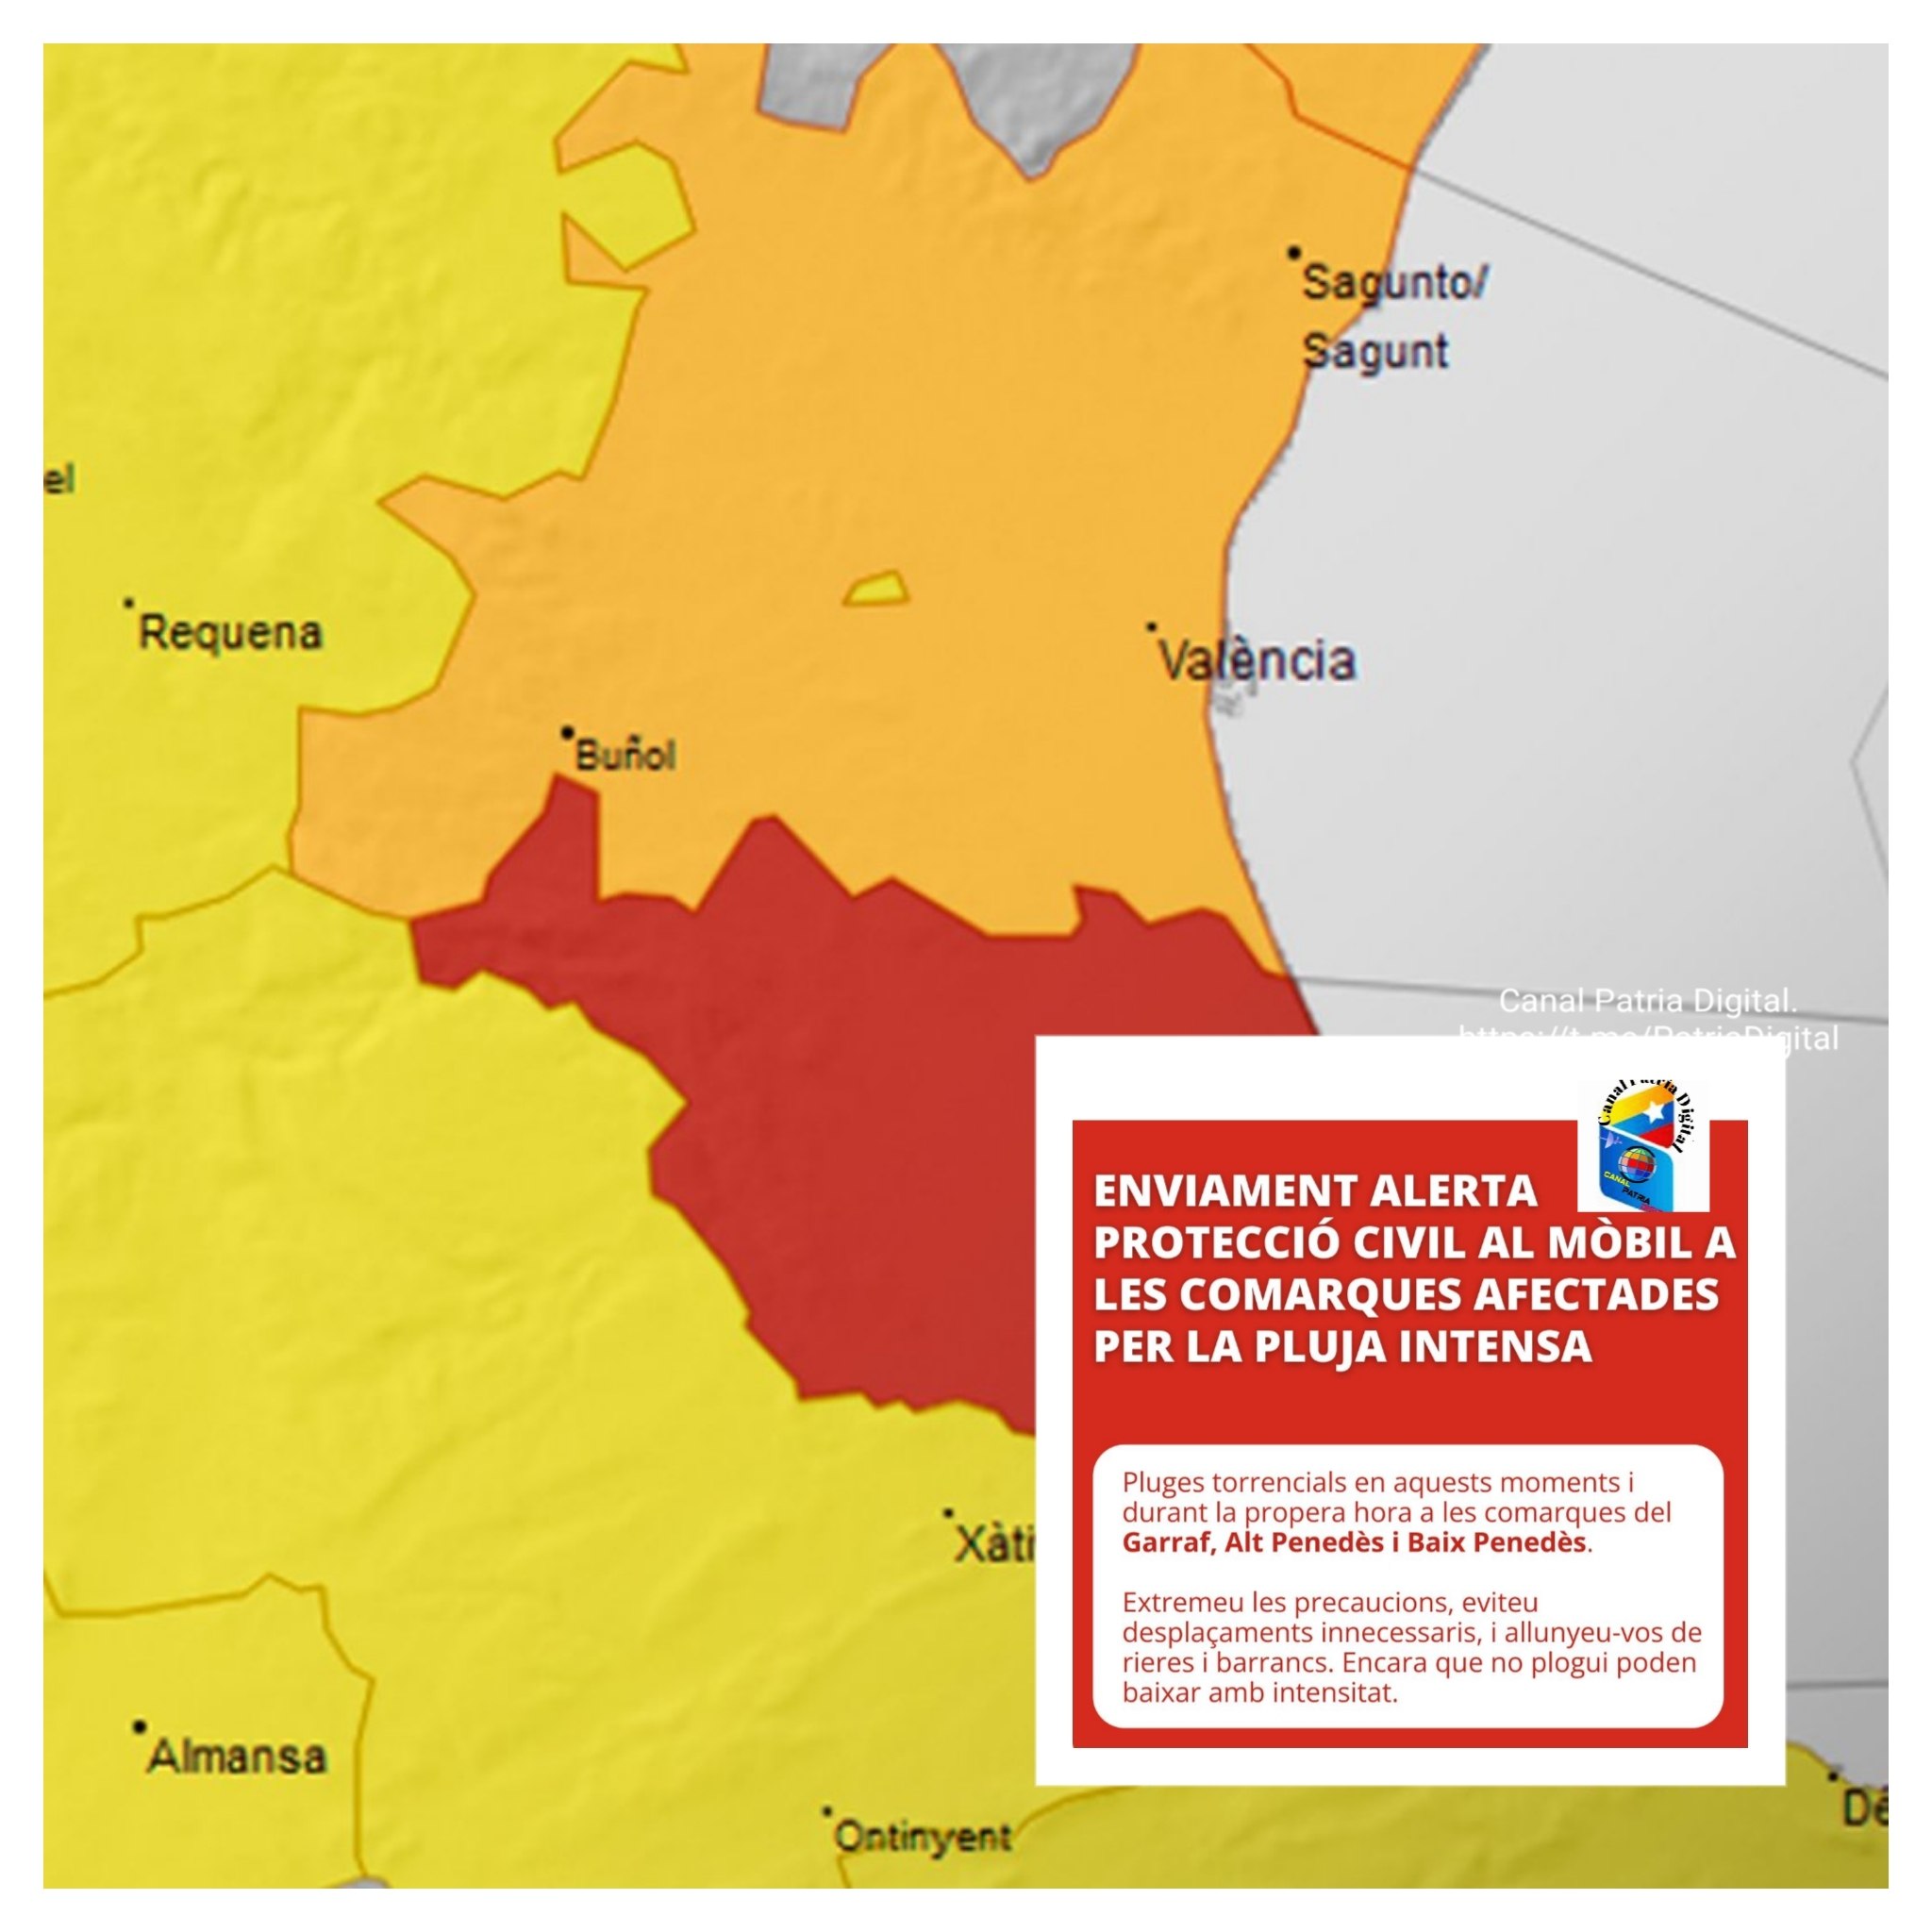 Sagunto/
Sagunt
el
Requena
València
Buñol
Canal Patria Digital.
Canal Patria Digital
CANAL
PATRIA
ENVIAMENT ALERTA
PROTECCIÓ CIVIL AL MÒBIL A
LES COMARQUES AFECTADES
PER LA PLUJA INTENSA
Pluges torrencials en aquests moments i
durant la propera hora a les comarques del
Garraf, Alt Penedès i Baix Penedès.
Extremeu les precaucions, eviteu
desplaçaments innecessaris, i allunyeu-vos de
rieres i barrancs. Encara que no plogui poden
baixar amb intensitat.
Xàti
Almansa
Ontinyent
Dé